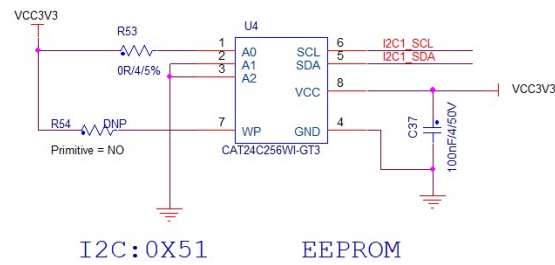 VCC3V3
R53
0R/4/5%
R54
DNP
Primitive = NO
U4
1
2
3
7
A0
A1
A2
WP
SCL
SDA
VCC
GND
6
5
8
4
CAT24C256WI-GT3
I2C1_SCL
I2C1_SDA
VCC3V3
C37
100nF/4/50V
I2C:0X51
EEPROM